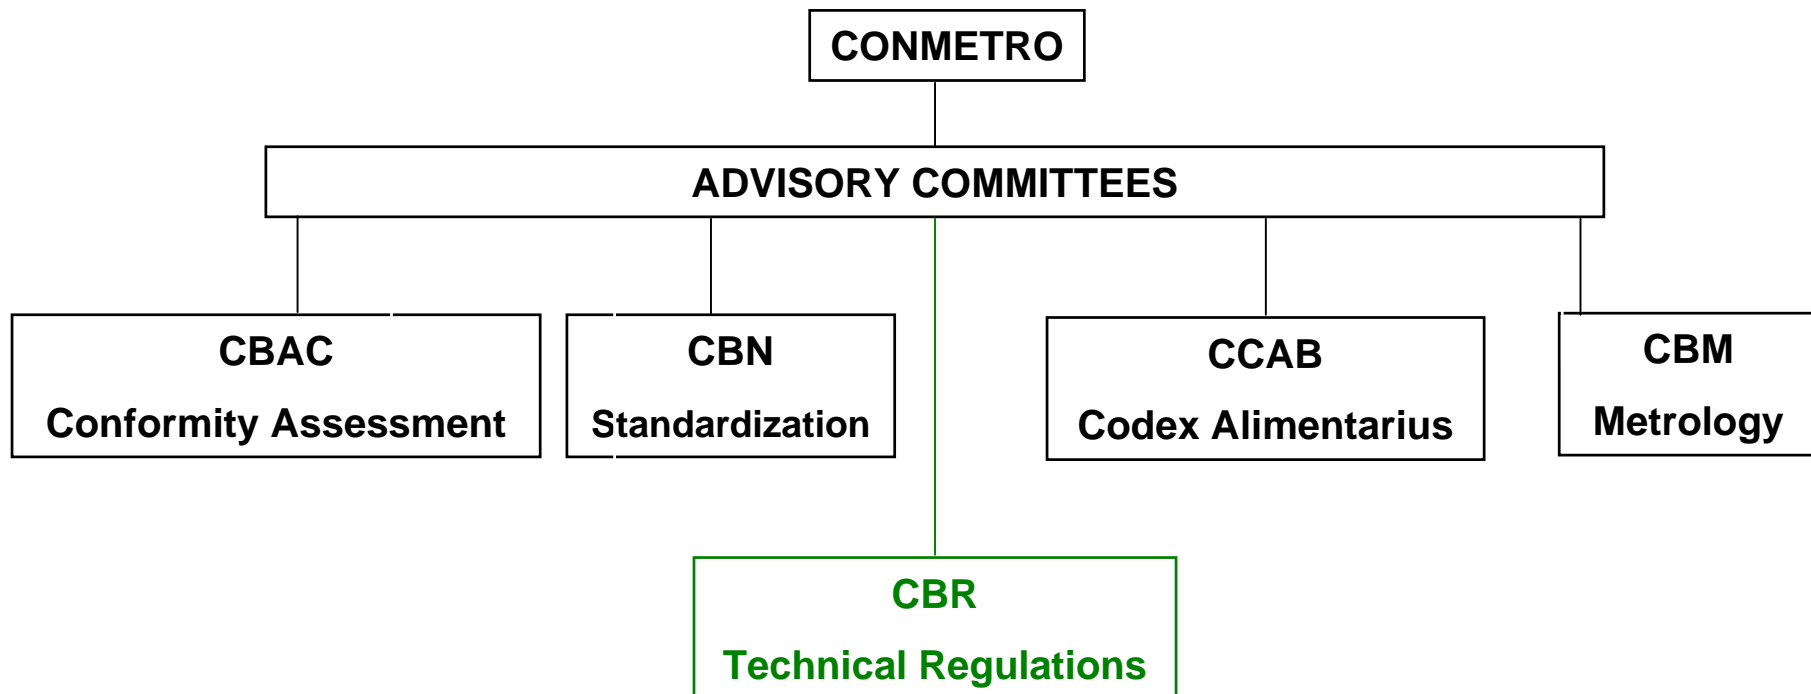 CONMETRO
ADVISORY COMMITTEES
CBAC
Conformity Assessment
CBN
Standardization
CCAB
Codex Alimentarius
CBM
Metrology
CBR
Technical Regulations